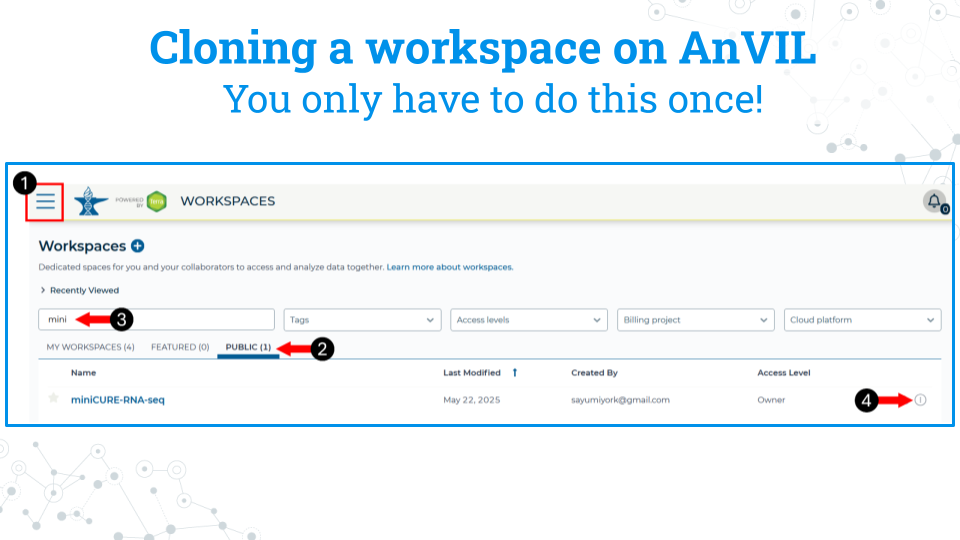 Cloning a workspace on AnVIL
You only have to do this once!
1
POWERED BY Terra WORKSPACES
0
Workspaces
Dedicated spaces for you and your collaborators to access and analyze data together. Learn more about workspaces.
Recently Viewed
mini 3 Tags Access levels Billing project Cloud platform
MY WORKSPACES (4) FEATURED (0) PUBLIC (1) 2
Name Last Modified Created By Access Level
miniCURE-RNA-seq May 22, 2025 sayumiyork@gmail.com Owner 4